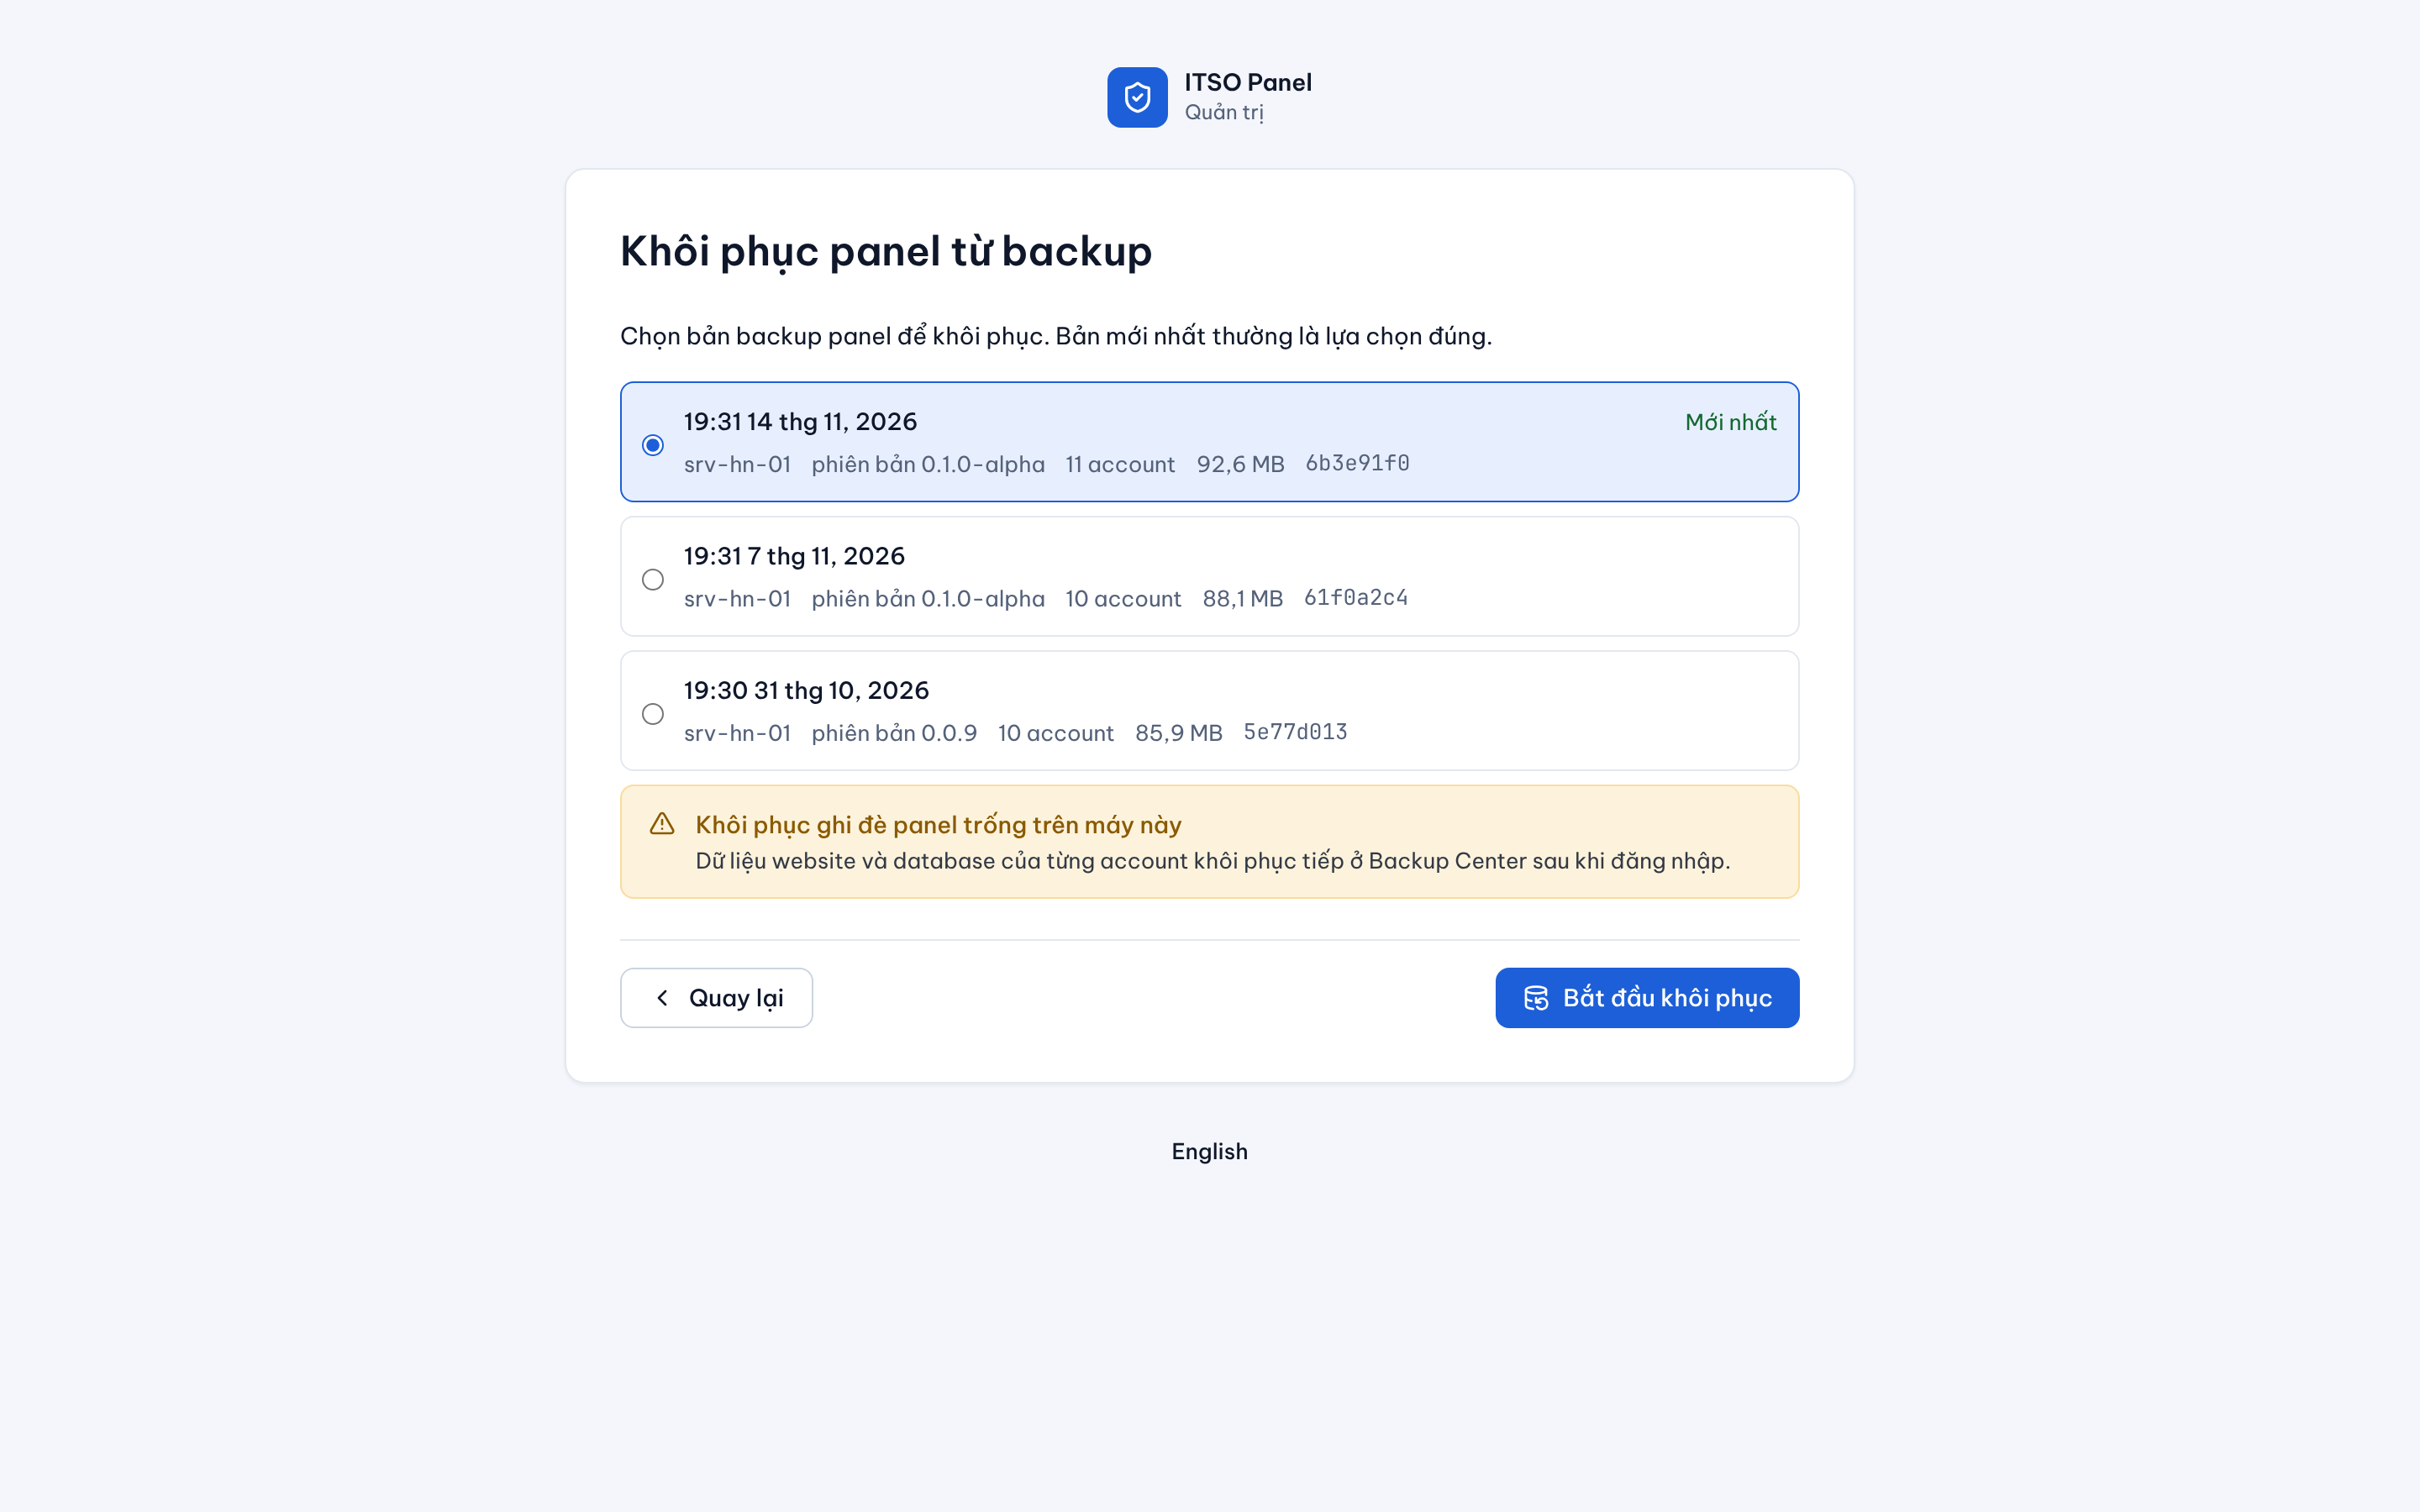 ITSO Panel
Quản trị
Khôi phục panel từ backup
Chọn bản backup panel để khôi phục. Bản mới nhất thường là lựa chọn đúng.
19:31 14 thg 11, 2026 Mới nhất
srv-hn-01 phiên bản 0.1.0-alpha 11 account 92,6 MB 6b3e91f0
19:31 7 thg 11, 2026
srv-hn-01 phiên bản 0.1.0-alpha 10 account 88,1 MB 61f0a2c4
19:30 31 thg 10, 2026
srv-hn-01 phiên bản 0.0.9 10 account 85,9 MB 5e77d013
Khôi phục ghi đè panel trống trên máy này
Dữ liệu website và database của từng account khôi phục tiếp ở Backup Center sau khi đăng nhập.
Quay lại Bắt đầu khôi phục
English